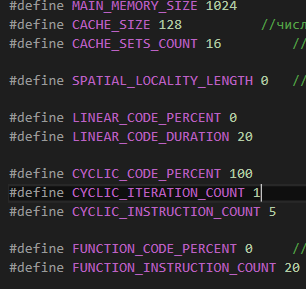 #define MAIN_MEMORY_SIZE 1024
#define CACHE_SIZE 128 //числ
#define CACHE_SETS_COUNT 16 //
#define SPATIAL_LOCALITY_LENGTH 0 //
#define LINEAR_CODE_PERCENT 0
#define LINEAR_CODE_DURATION 20
#define CYCLIC_CODE_PERCENT 100
#define CYCLIC_ITERATION_COUNT 1
#define CYCLIC_INSTRUCTION_COUNT 5
#define FUNCTION_CODE_PERCENT 0 //
#define FUNCTION_INSTRUCTION_COUNT 20